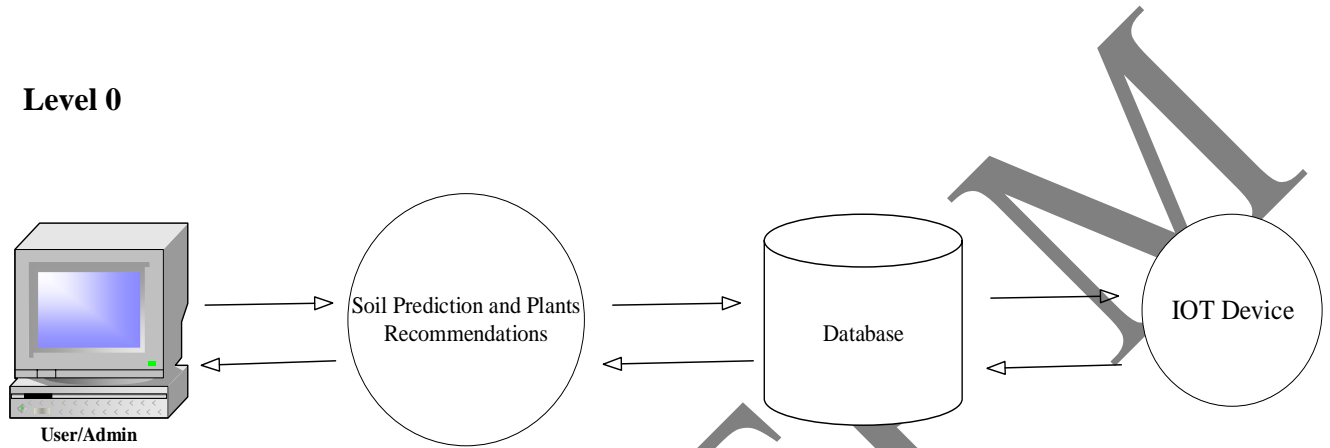 Level 0
Soil Prediction and Plants
Recommendations
Database
IOT Device
User/Admin
M